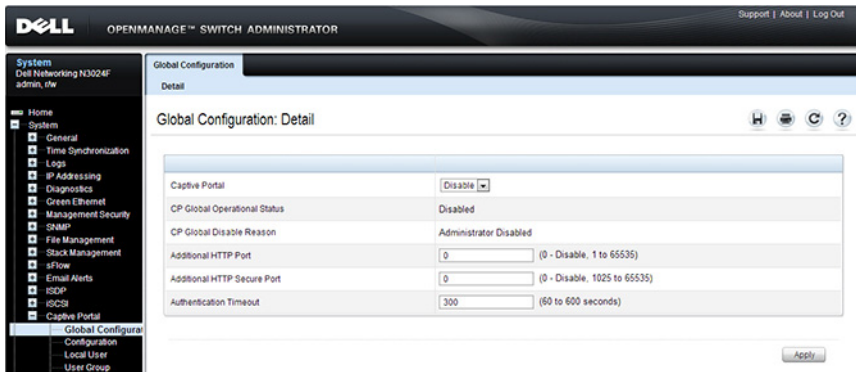 Support | About | Log Out
DELL OPENMANAGE™ SWITCH ADMINISTRATOR
System
Dell Networking N3024F
admin, r/w
Home
System
General
Time Synchronization
Logs
IP Addressing
Diagnostics
Green Ethernet
Management Security
SNMP
File Management
Stack Management
sFlow
Email Alerts
ISDP
iSCSI
Captive Portal
Global Configurat
Configuration
Local User
User Group
Global Configuration
Detail
Global Configuration: Detail
Captive Portal Disable
CP Global Operational Status Disabled
CP Global Disable Reason Administrator Disabled
Additional HTTP Port 0 (0 - Disable, 1 to 65535)
Additional HTTP Secure Port 0 (0 - Disable, 1025 to 65535)
Authentication Timeout 300 (60 to 600 seconds)
Apply